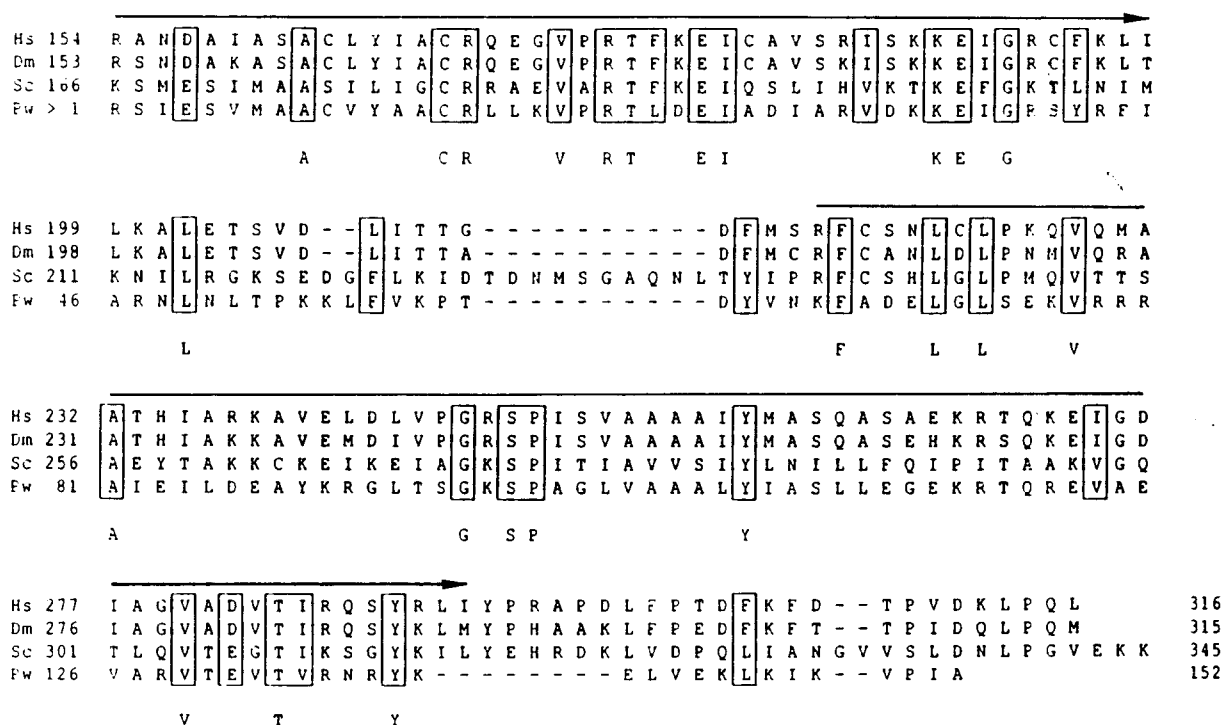 Hs 154 R A N D A I A S A C L Y I A C R Q E G V P R T F K E I C A V S R I S K K E I G R C F K L I
Dm 153 R S N D A K A S A C L Y I A C R Q E G V P R T F K E I C A V S K I S K K E I G R C F K L T
Sc 166 K S M E S I M A A S I L I G C R R A E V A R T F K E I Q S L I H V K T K E F G K T L N I M
Pw > 1 R S I E S V M A A C V Y A A C R L L K V P R T L D E I A D I A R V D K K E I G R S Y R F I
A C R V R T E I K E G
Hs 199 L K A L E T S V D - - L I T T G - - - - - - - - - - D F M S R F C S N L C L P K Q V Q M A
Dm 198 L K A L E T S V D - - L I T T A - - - - - - - - - - D F M C R F C A N L D L P N M V Q R A
Sc 211 K N I L R G K S E D G F L K I D T D N M S G A Q N L T Y I P R F C S H L G L P M Q V T T S
Pw 46 A R N L N L T P K K L F V K P T - - - - - - - - - - D Y V N K F A D E L G L S E K V R R R
L F L L V
Hs 232 A T H I A R K A V E L D L V P G R S P I S V A A A A I Y M A S Q A S A E K R T Q K E I G D
Dm 231 A T H I A K K A V E M D I V P G R S P I S V A A A A I Y M A S Q A S E H K R S Q K E I G D
Sc 256 A E Y T A K K C K E I K E I A G K S P I T I A V V S I Y L N I L L F Q I P I T A A K V G Q
Pw 81 A I E I L D E A Y K R G L T S G K S P A G L V A A A L Y I A S L L E G E K R T Q R E V A E
A G S P Y
Hs 277 I A G V A D V T I R Q S Y R L I Y P R A P D L F P T D F K F D - - T P V D K L P Q L 316
Dm 276 I A G V A D V T I R Q S Y K L M Y P H A A K L F P E D F K F T - - T P I D Q L P Q M 315
Sc 301 T L Q V T E G T I K S G Y K I L Y E H R D K L V D P Q L I A N G V V S L D N L P G V E K K 345
Pw 126 V A R V T E V T V R N R Y K - - - - - - - E L V E K L K I K - - V P I A 152
V T Y